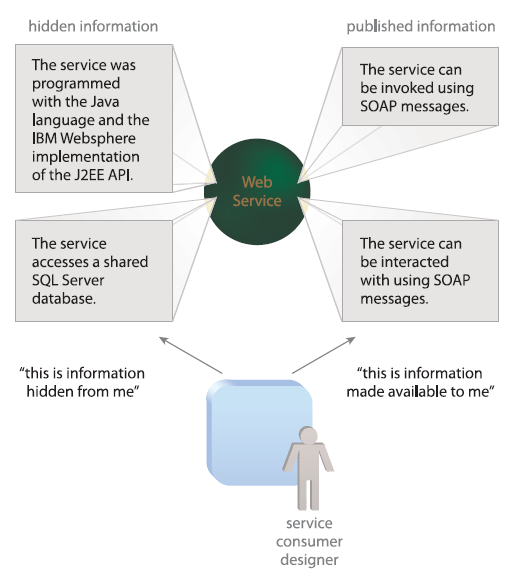 hidden information
published information
The service was
programmed
with the Java
language and the
IBM Websphere
implementation
of the J2EE API.
The service can
be invoked using
SOAP messages.
Web
Service
The service
accesses a shared
SQL Server
database.
The service can
be interacted
with using SOAP
messages.
"this is information
hidden from me"
"this is information
made available to me"
service
consumer
designer